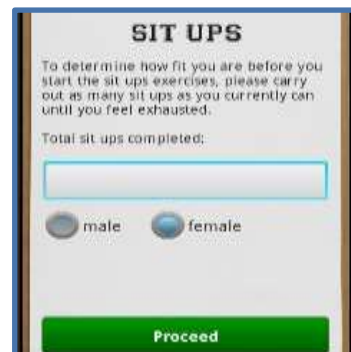 SIT UPS
To determine how fit you are before you
start the sit ups exercises, please carry
out as many sit ups as you currently can
until you feel exhausted.
Total sit ups completed:
male female
Proceed